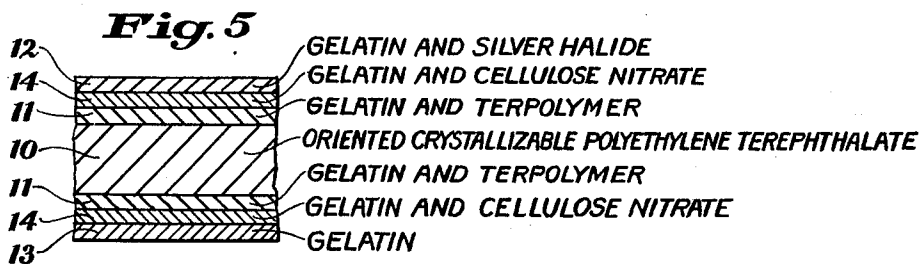 Fig. 5
12 GELATIN AND SILVER HALIDE
14 GELATIN AND CELLULOSE NITRATE
11 GELATIN AND TERPOLYMER
10 ORIENTED CRYSTALLIZABLE POLYETHYLENE TEREPHTHALATE
11 GELATIN AND TERPOLYMER
14 GELATIN AND CELLULOSE NITRATE
13 GELATIN